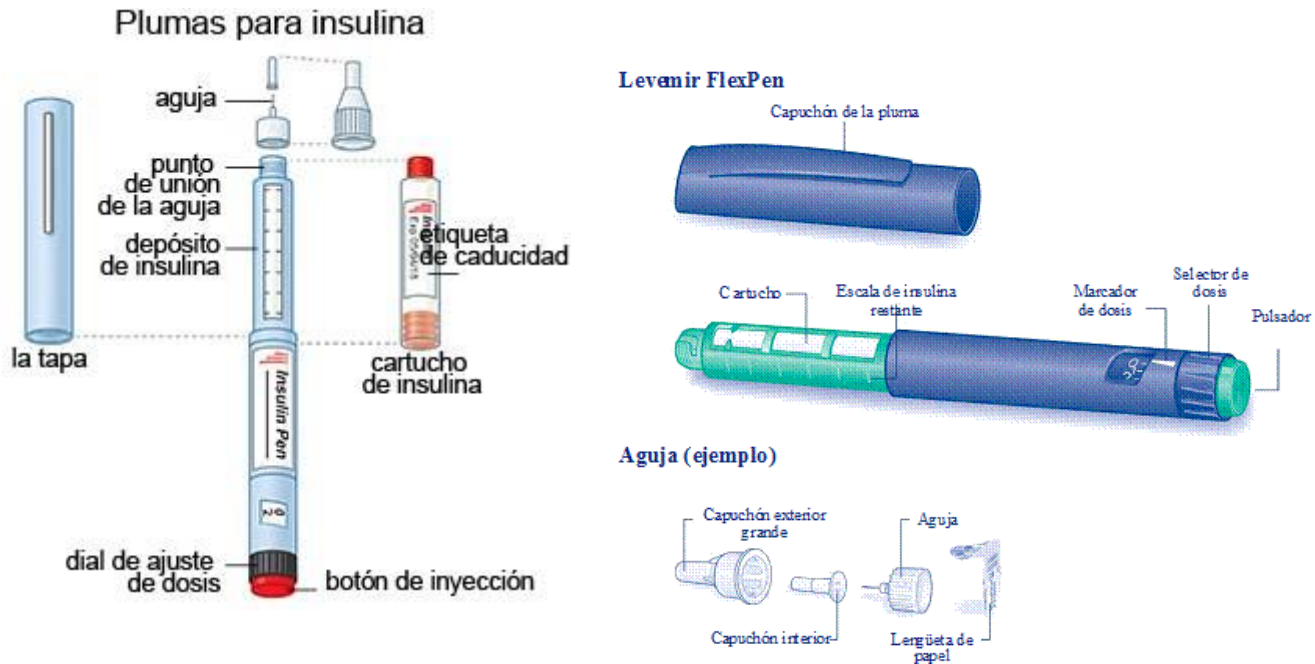 Plumas para insulina
aguja
punto
de unión
de la aguja
depósito
de insulina
la tapa
etiqueta
de caducidad
cartucho
de insulina
Insulin Pen
dial de ajuste
de dosis
botón de inyección
Levemir FlexPen
Capuchón de la pluma
Cartucho
Escala de insulina
restante
Marcador
de dosis
Selector de
dosis
Pulsador
Aguja (ejemplo)
Capuchón exterior
grande
Aguja
Capuchón interior
Lengüeta de
papel